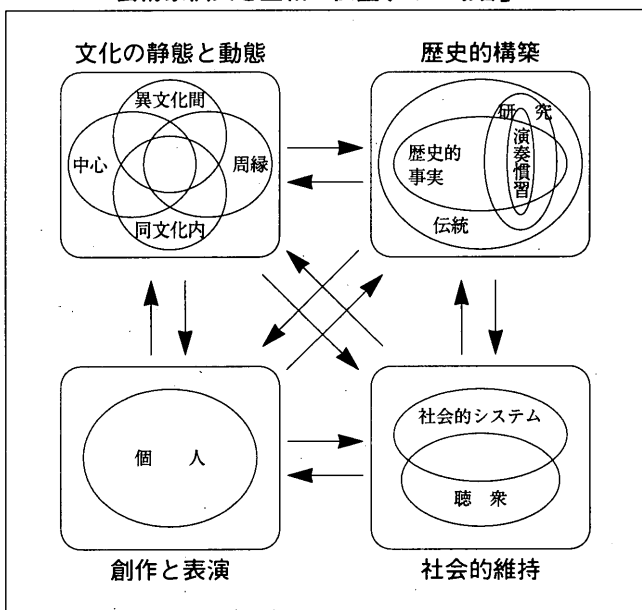 文化の静態と動態
歴史的構築
異文化間
中心
周縁
同文化内
研究
歴史的
事実
演奏慣習
伝統
個人
社会的システム
聴衆
創作と表演
社会的維持